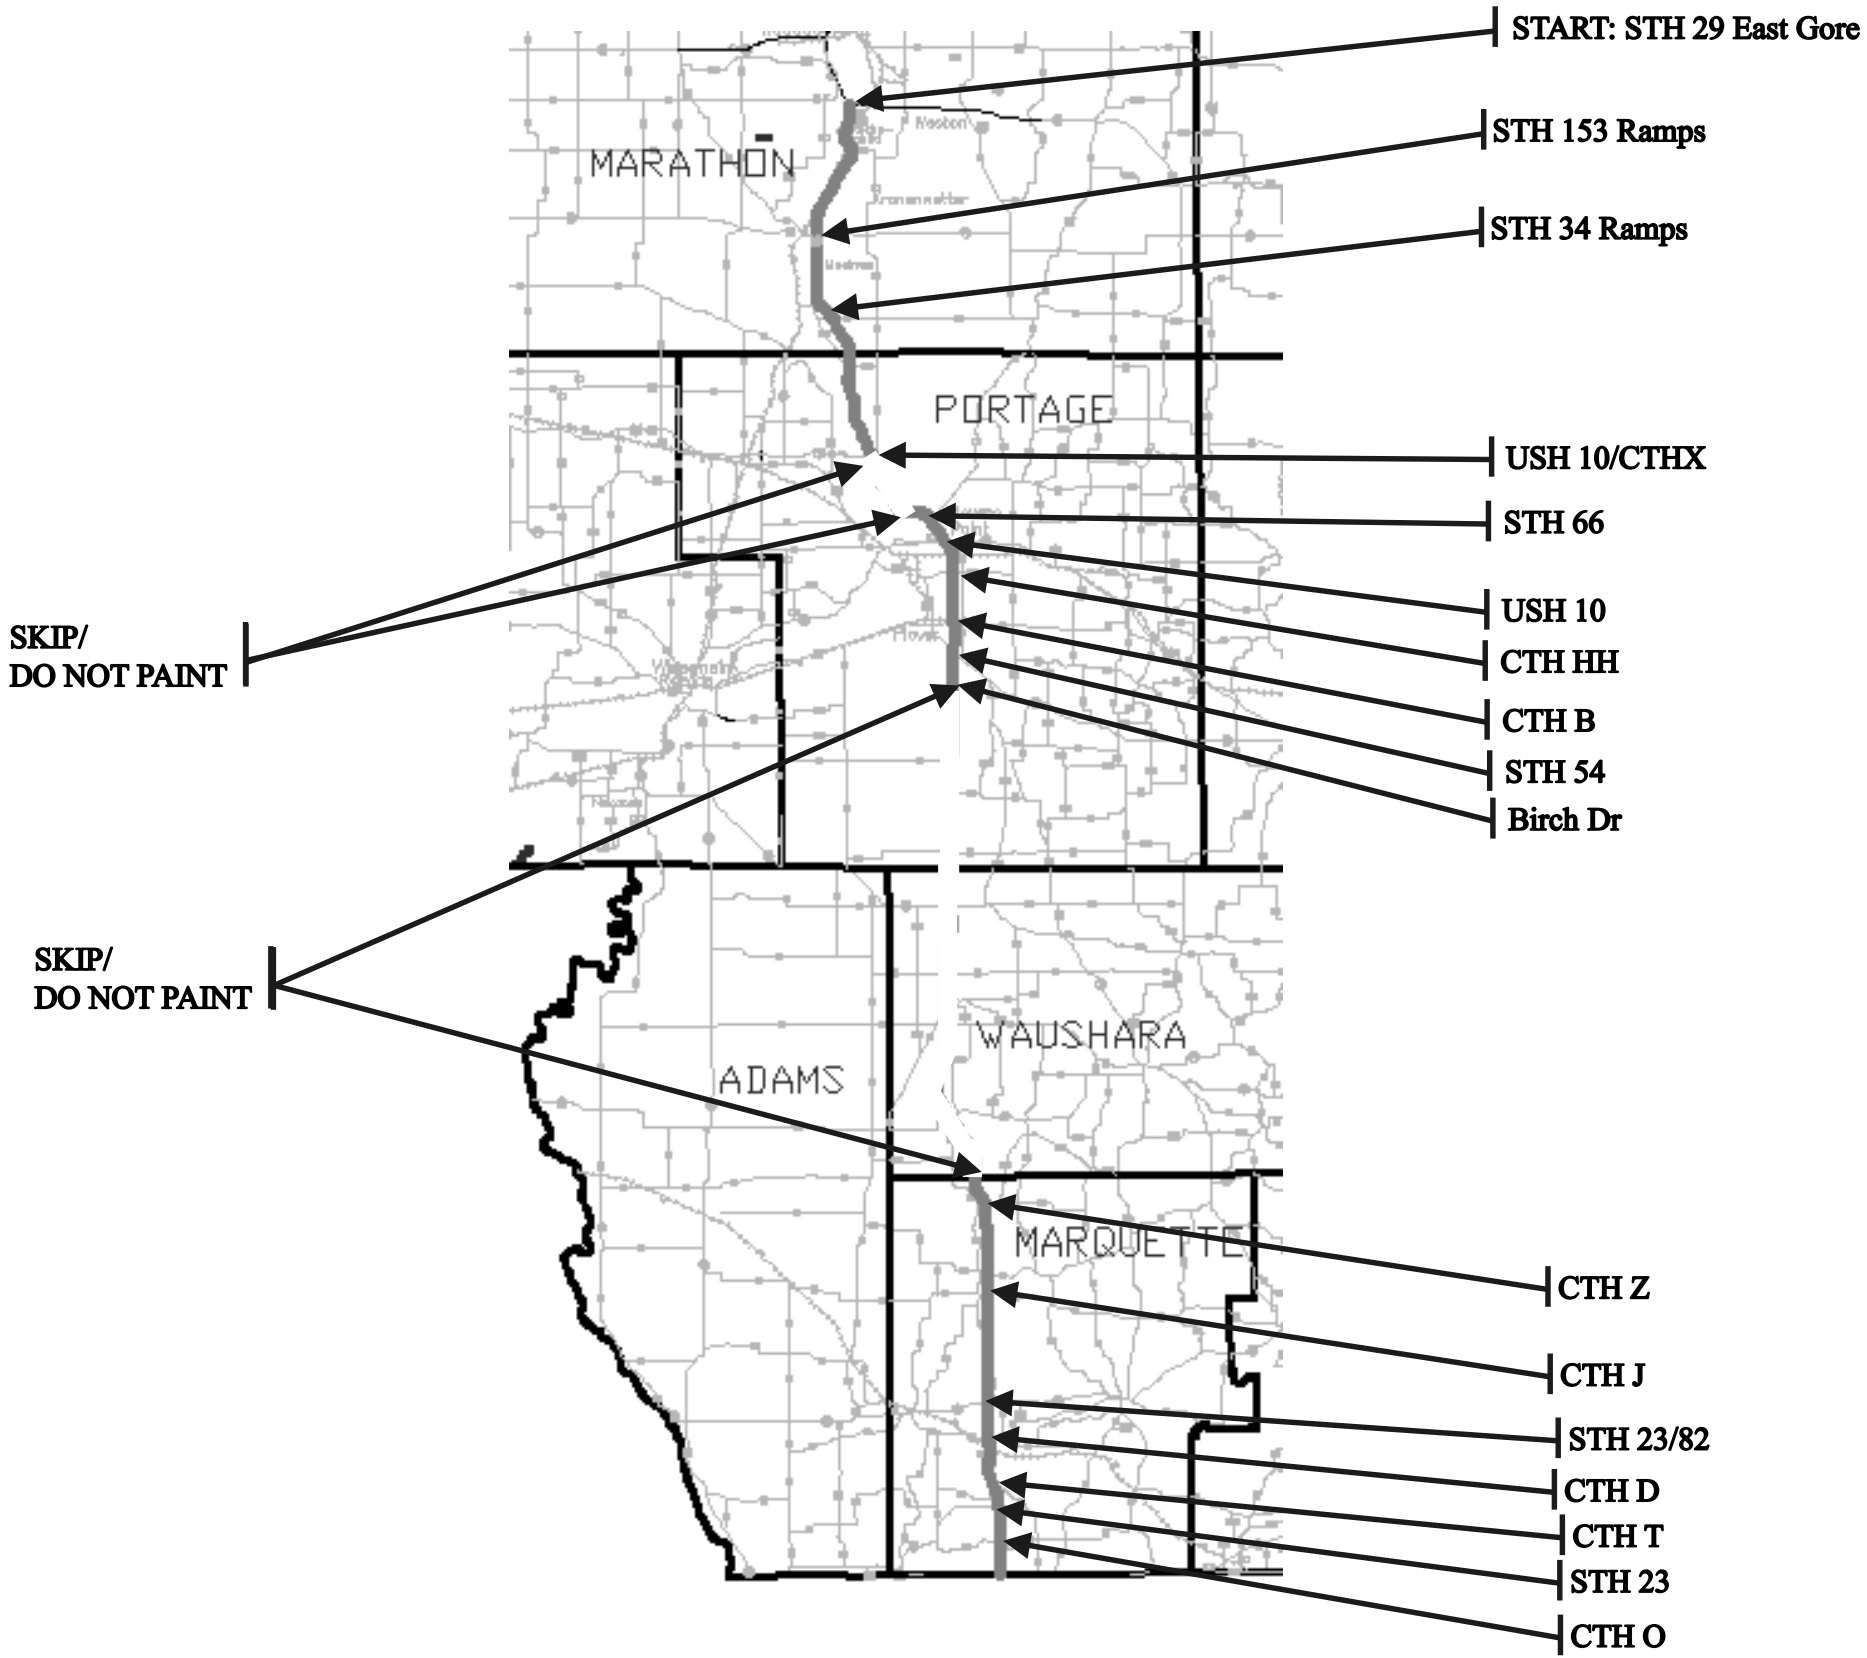 START: STH 29 East Gore
STH 153 Ramps
Weston
MARATHON
Kronenwetter
STH 34 Ramps
PORTAGE
USH 10/CTHX
STH 66
USH 10
SKIP/
DO NOT PAINT
CTH HH
CTH B
STH 54
Birch Dr
SKIP/
DO NOT PAINT
WAUSHARA
ADAMS
MARQUETTE
CTH Z
CTH J
STH 23/82
CTH D
CTH T
STH 23
CTH O